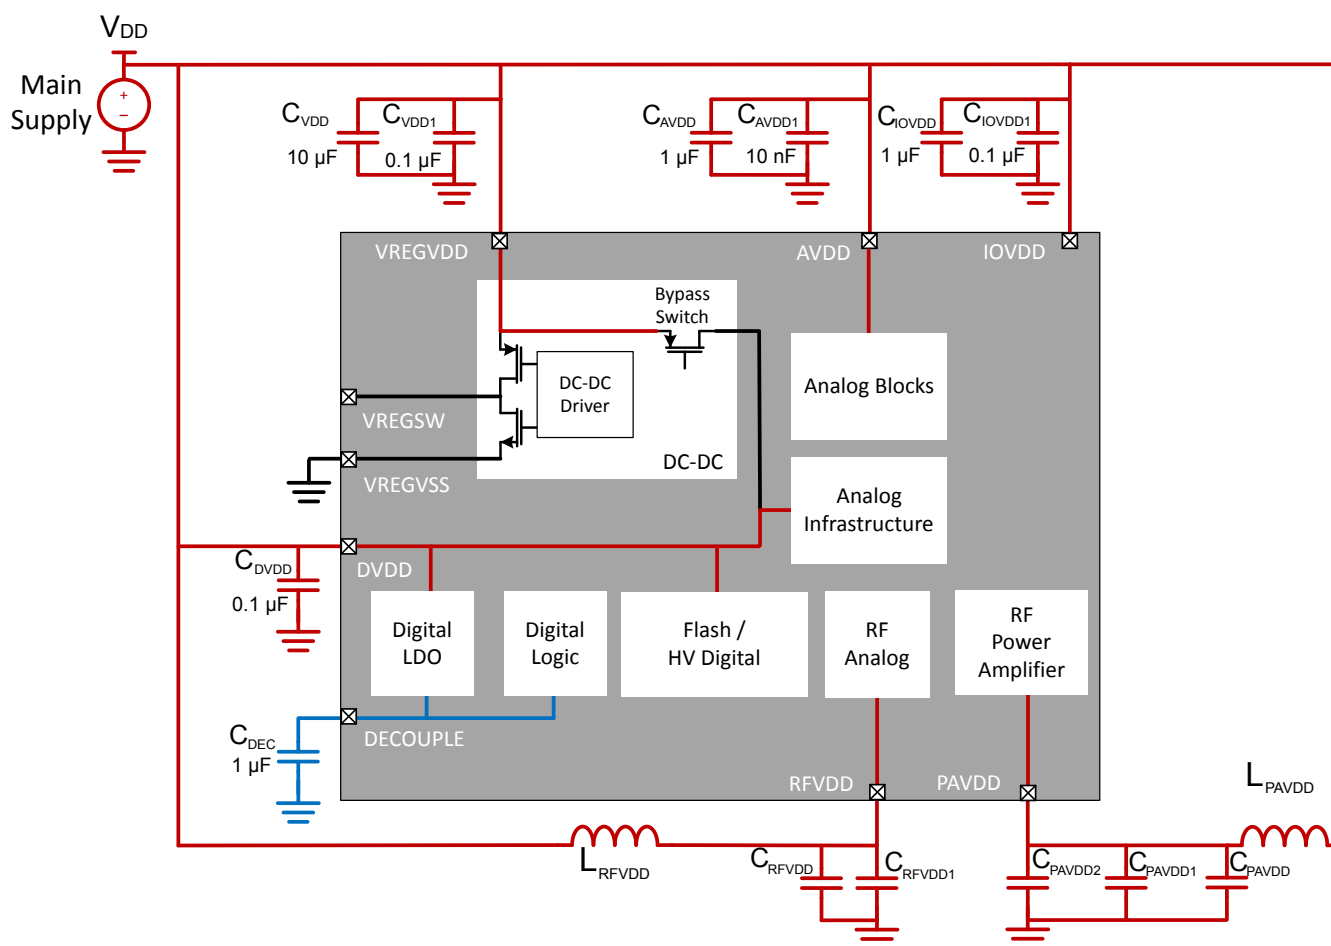 VDD
Main
Supply
+
−
CVDD
10 µF
CVDD1
0.1 µF
CAVDD
1 µF
CAVDD1
10 nF
CIOVDD
1 µF
CIOVDD1
0.1 µF
VREGVDD
AVDD
IOVDD
Bypass
Switch
DC-DC
Driver
DC-DC
VREGSW
VREGVSS
Analog Blocks
Analog
Infrastructure
CDVDD
0.1 µF
DVDD
Digital
LDO
Digital
Logic
Flash /
HV Digital
RF
Analog
RF
Power
Amplifier
CDEC
1 µF
DECOUPLE
RFVDD
PAVDD
LPAVDD
LRFVDD
CRFVDD
CRFVDD1
CPAVDD2
CPAVDD1
CPAVDD